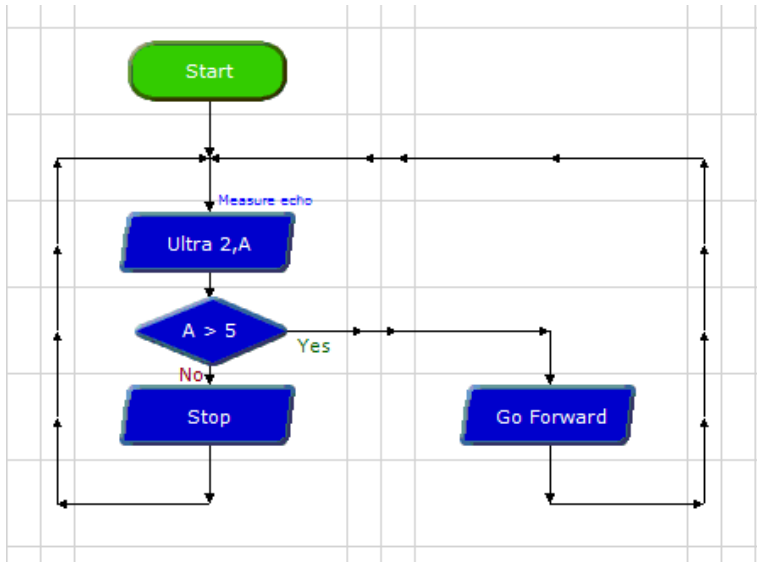 Start
Measure echo
Ultra 2,A
A > 5
Yes
No
Stop
Go Forward